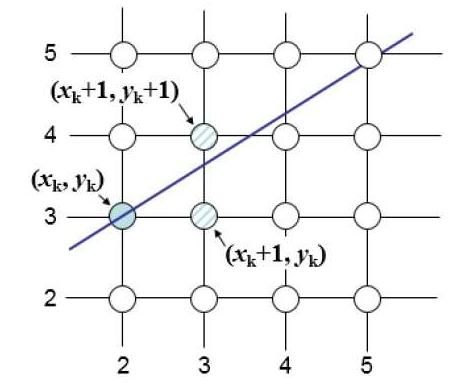 5
(xk+1, yk+1)
4
(xk, yk)
3
(xk+1, yk)
2
2 3 4 5